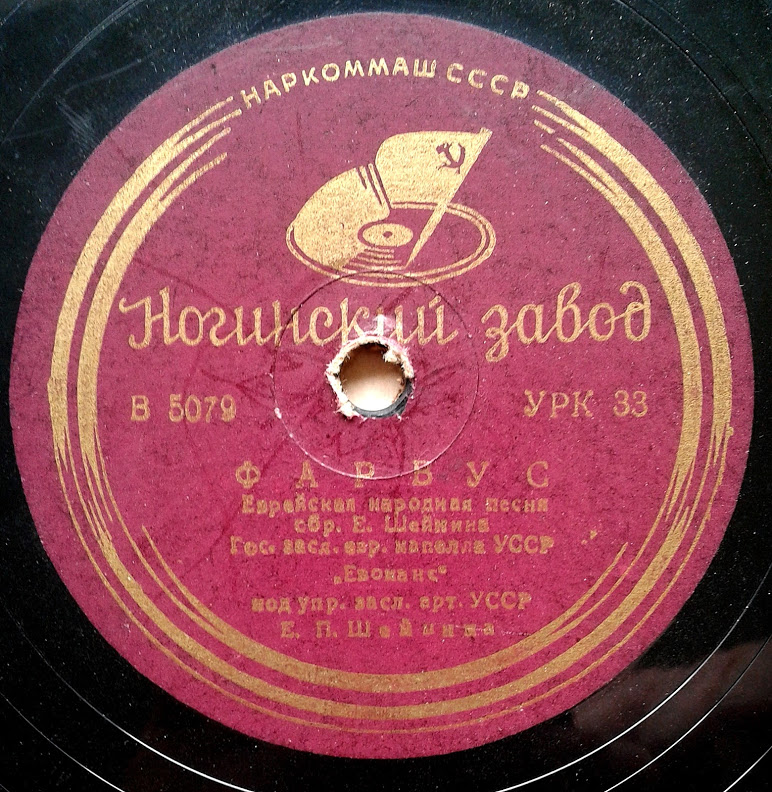 НАРКОММАШ СССР
Ногинский завод
В 5079 УРК 33
ФАРБУС
Еврейская народная песня
обр. Е. Шейнина
Гос. засл. евр. капелла УССР
„Евоканс“
под упр. засл. арт. УССР
Е. П. Шейнина